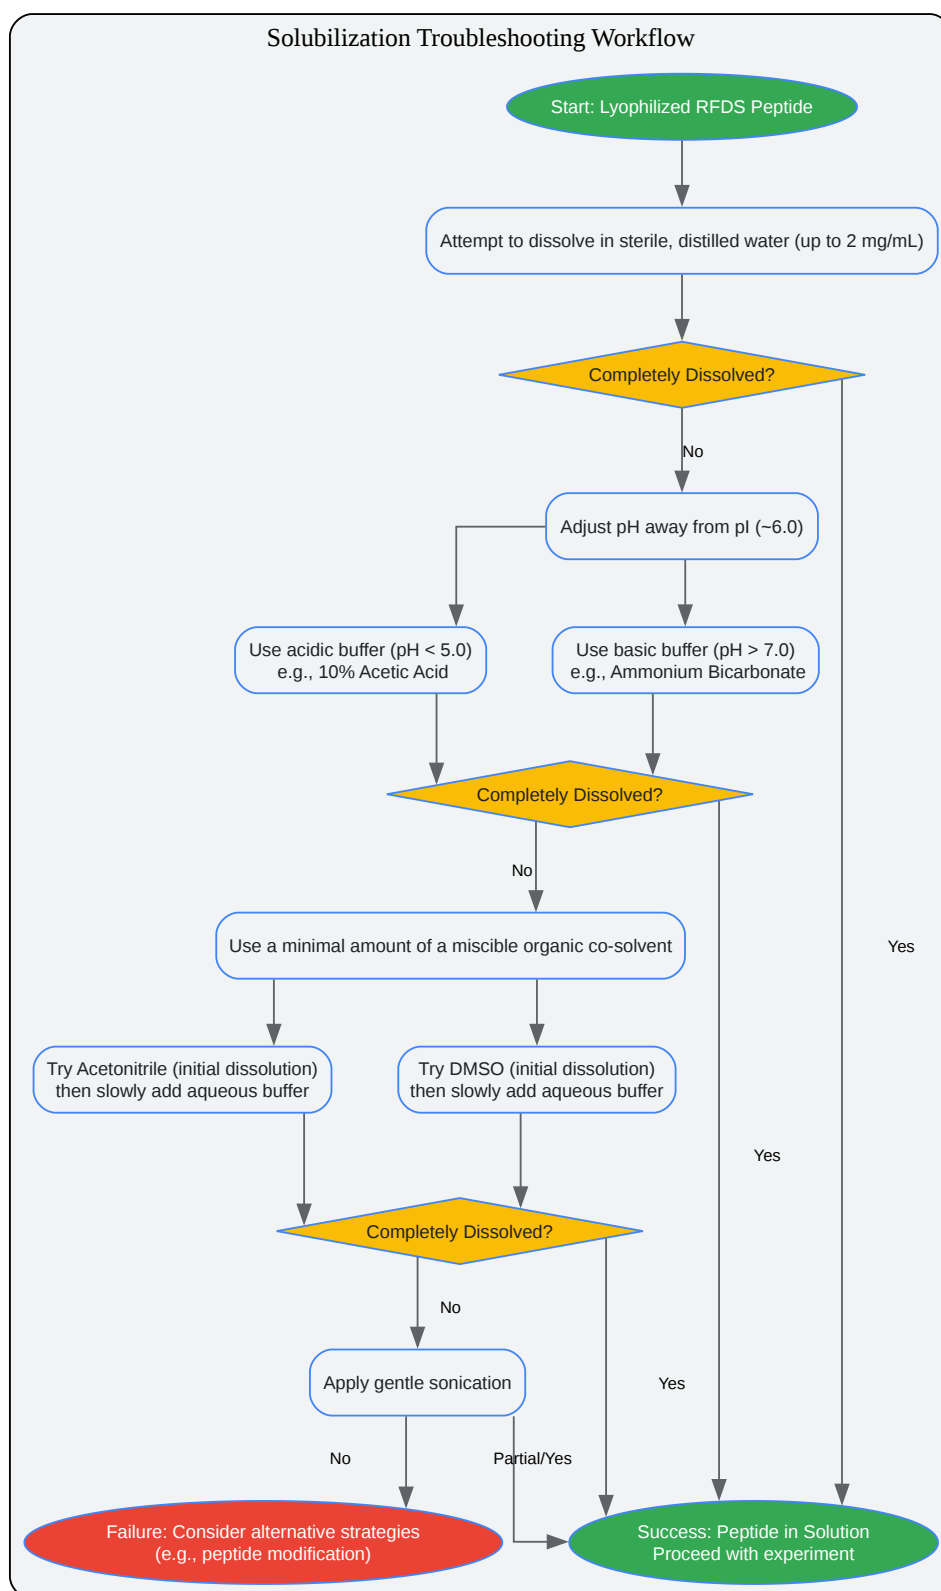 Solubilization Troubleshooting Workflow
Start: Lyophilized RFDS Peptide
Attempt to dissolve in sterile, distilled water (up to 2 mg/mL)
Completely Dissolved?
No
Adjust pH away from pI (~6.0)
Use acidic buffer (pH < 5.0)
e.g., 10% Acetic Acid
Use basic buffer (pH > 7.0)
e.g., Ammonium Bicarbonate
Completely Dissolved?
No
Use a minimal amount of a miscible organic co-solvent
Yes
Try Acetonitrile (initial dissolution)
then slowly add aqueous buffer
Try DMSO (initial dissolution)
then slowly add aqueous buffer
Yes
Completely Dissolved?
No
Apply gentle sonication
Yes
No
Partial/Yes
Failure: Consider alternative strategies
(e.g., peptide modification)
Success: Peptide in Solution
Proceed with experiment